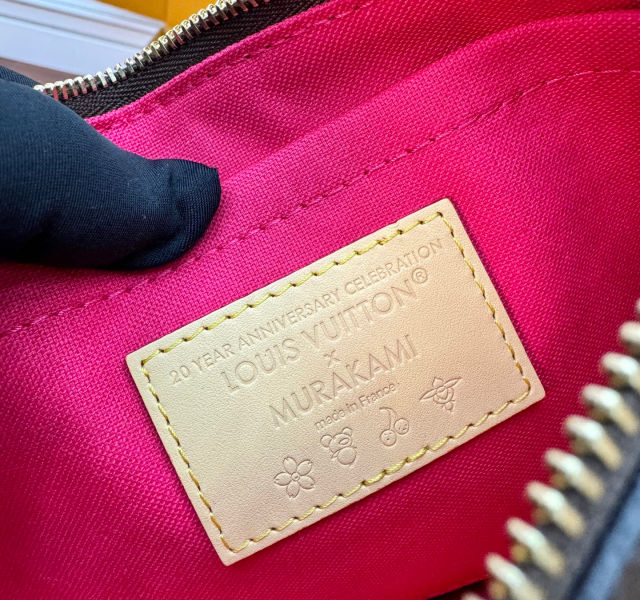 20 YEAR ANNIVERSARY CELEBRATION
LOUIS VUITTON®
x
MURAKAMI
made in France